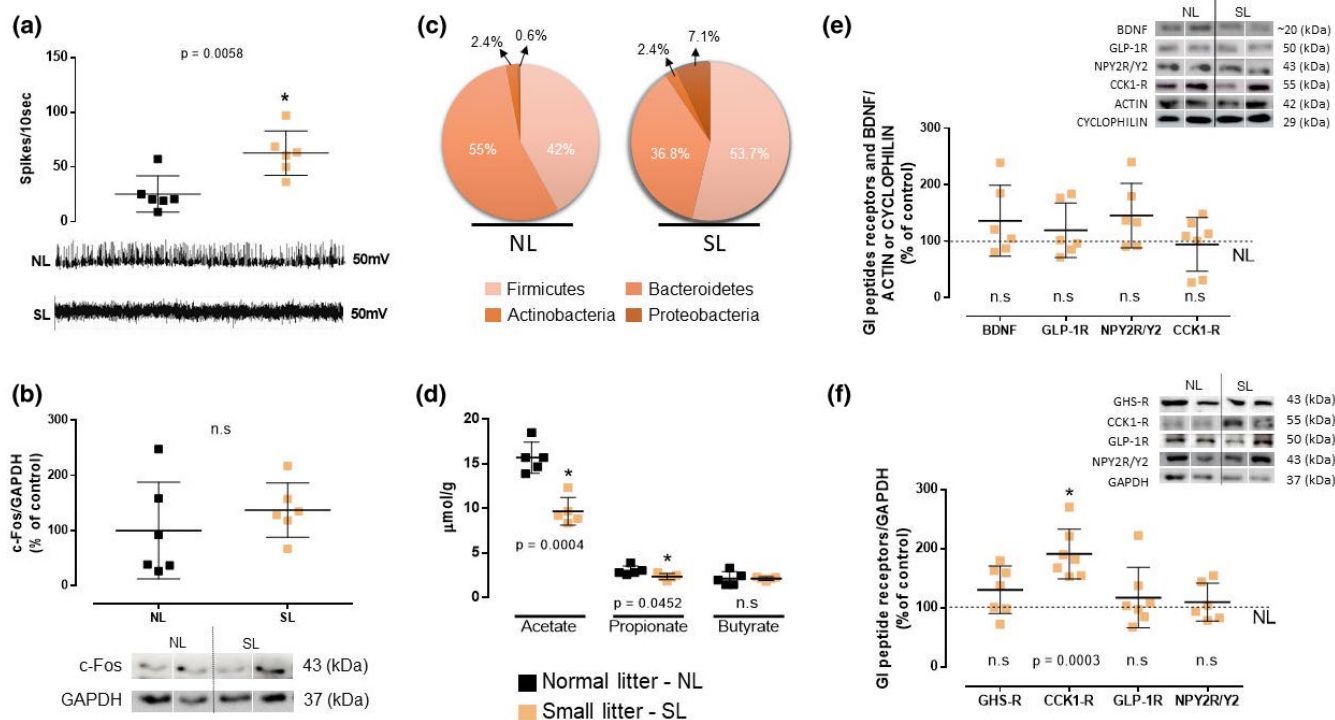 (a)
p = 0.0058
150
100
50
0
Spikes/10sec
*
NL
50mV
SL
50mV
(b)
300
200
100
0
c-Fos/GAPDH
(% of control)
n.s
NL
SL
NL
SL
c-Fos
43 (kDa)
GAPDH
37 (kDa)
(c)
2.4%
0.6%
55%
42%
NL
2.4%
7.1%
36.8%
53.7%
SL
Firmicutes
Bacteroidetes
Actinobacteria
Proteobacteria
(d)
20
15
10
5
0
µmol/g
*
p = 0.0004
*
p = 0.0452
n.s
Acetate
Propionate
Butyrate
Normal litter - NL
Small litter - SL
(e)
NL
SL
BDNF
~20 (kDa)
GLP-1R
50 (kDa)
NPY2R/Y2
43 (kDa)
CCK1-R
55 (kDa)
ACTIN
42 (kDa)
CYCLOPHILIN
29 (kDa)
GI peptides receptors and BDNF/
ACTIN or CYCLOPHILIN
(% of control)
300
200
100
0
NL
n.s
n.s
n.s
n.s
BDNF
GLP-1R
NPY2R/Y2
CCK1-R
(f)
NL
SL
GHS-R
43 (kDa)
CCK1-R
55 (kDa)
GLP-1R
50 (kDa)
NPY2R/Y2
43 (kDa)
GAPDH
37 (kDa)
GI peptide receptors/GAPDH
(%of control)
300
200
100
0
*
NL
n.s
p = 0.0003
n.s
n.s
GHS-R
CCK1-R
GLP-1R
NPY2R/Y2